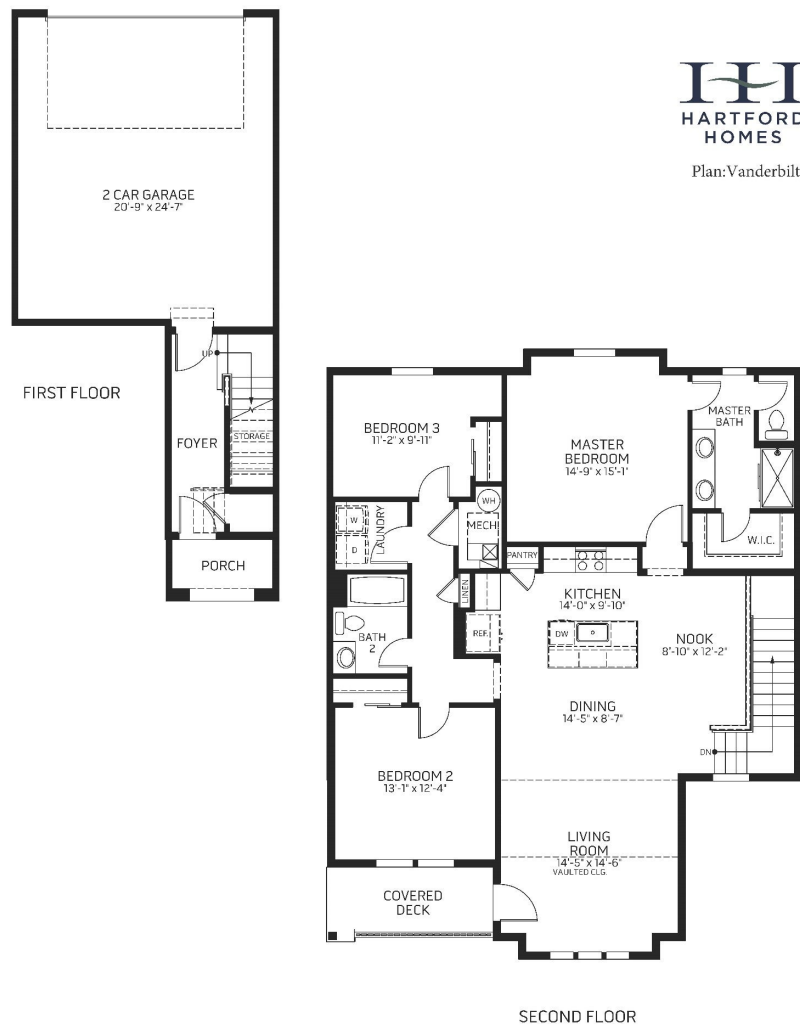 HARTFORD
HOMES
Plan:Vanderbilt
2 CAR GARAGE
20'-9" x 24'-7"
FIRST FLOOR
UP
FOYER
STORAGE
PORCH
BEDROOM 3
11'-2" x 9'-11"
MASTER
BEDROOM
14'-9" x 15'-1"
MASTER
BATH
W.I.C.
WH
MECH
W
D
LAUNDRY
PANTRY
LINEN
REF.
KITCHEN
14'-0" x 9'-10"
DW
NOOK
8'-10" x 12'-2"
BATH
2
DINING
14'-5" x 8'-7"
DN
BEDROOM 2
13'-1" x 12'-4"
LIVING
ROOM
14'-5" x 14'-6"
VAULTED CLG.
COVERED
DECK
SECOND FLOOR